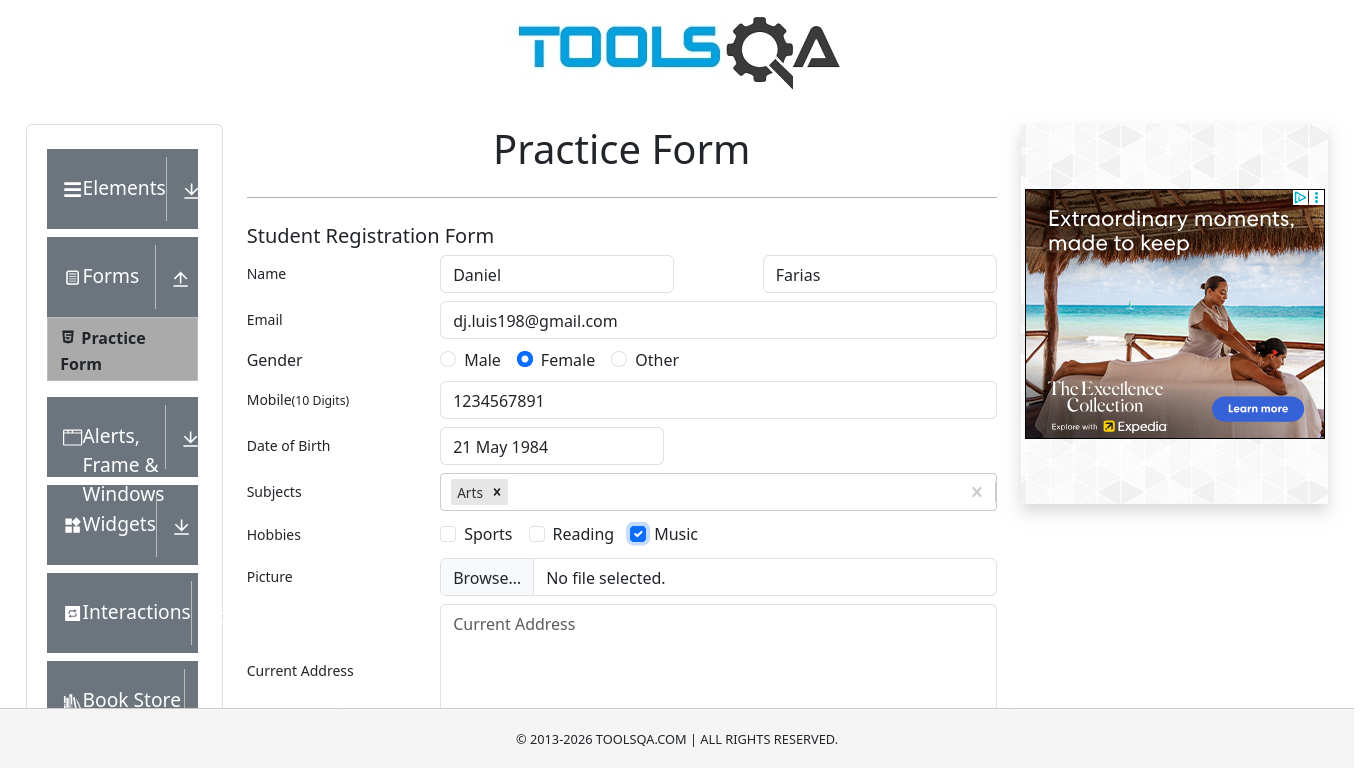 TOOLSQA
Elements
Forms
Practice
Form
Alerts,
Frame &
Windows
Widgets
Interactions
Book Store
Practice Form
Student Registration Form
Name
Daniel
Farias
Email
dj.luis198@gmail.com
Gender
Male
Female
Other
Mobile(10 Digits)
1234567891
Date of Birth
21 May 1984
Subjects
Arts
Hobbies
Sports
Reading
Music
Picture
Browse...
No file selected.
Current Address
Current Address
Extraordinary moments,
made to keep
The Excellence
Collection
Explore with Expedia
Learn more
© 2013-2026 TOOLSQA.COM | ALL RIGHTS RESERVED.